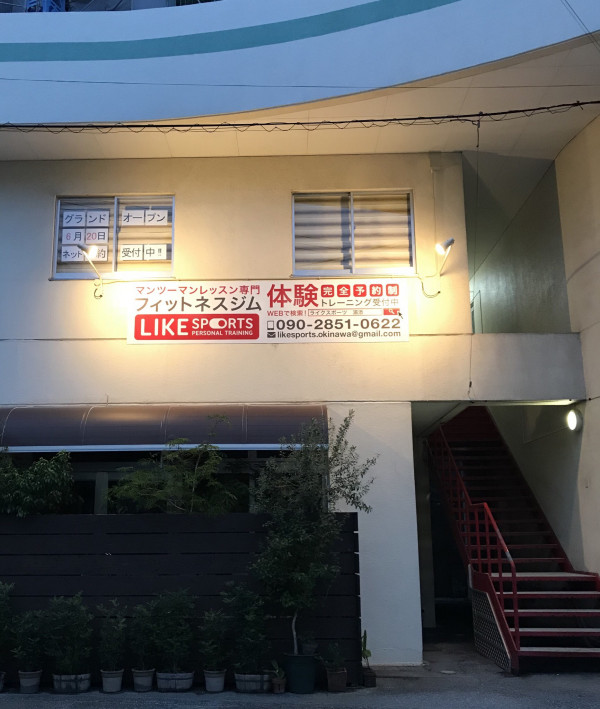 グランド オープン
6月20日
ネット予約 受付中!!
マンツーマンレッスン専門
フィットネスジム
LIKE SPORTS
PERSONAL TRAINING
体験 完全予約制
トレーニング受付中
WEBで検索! ライクスポーツ
090-2851-0622
likesports.okinawa@gmail.com